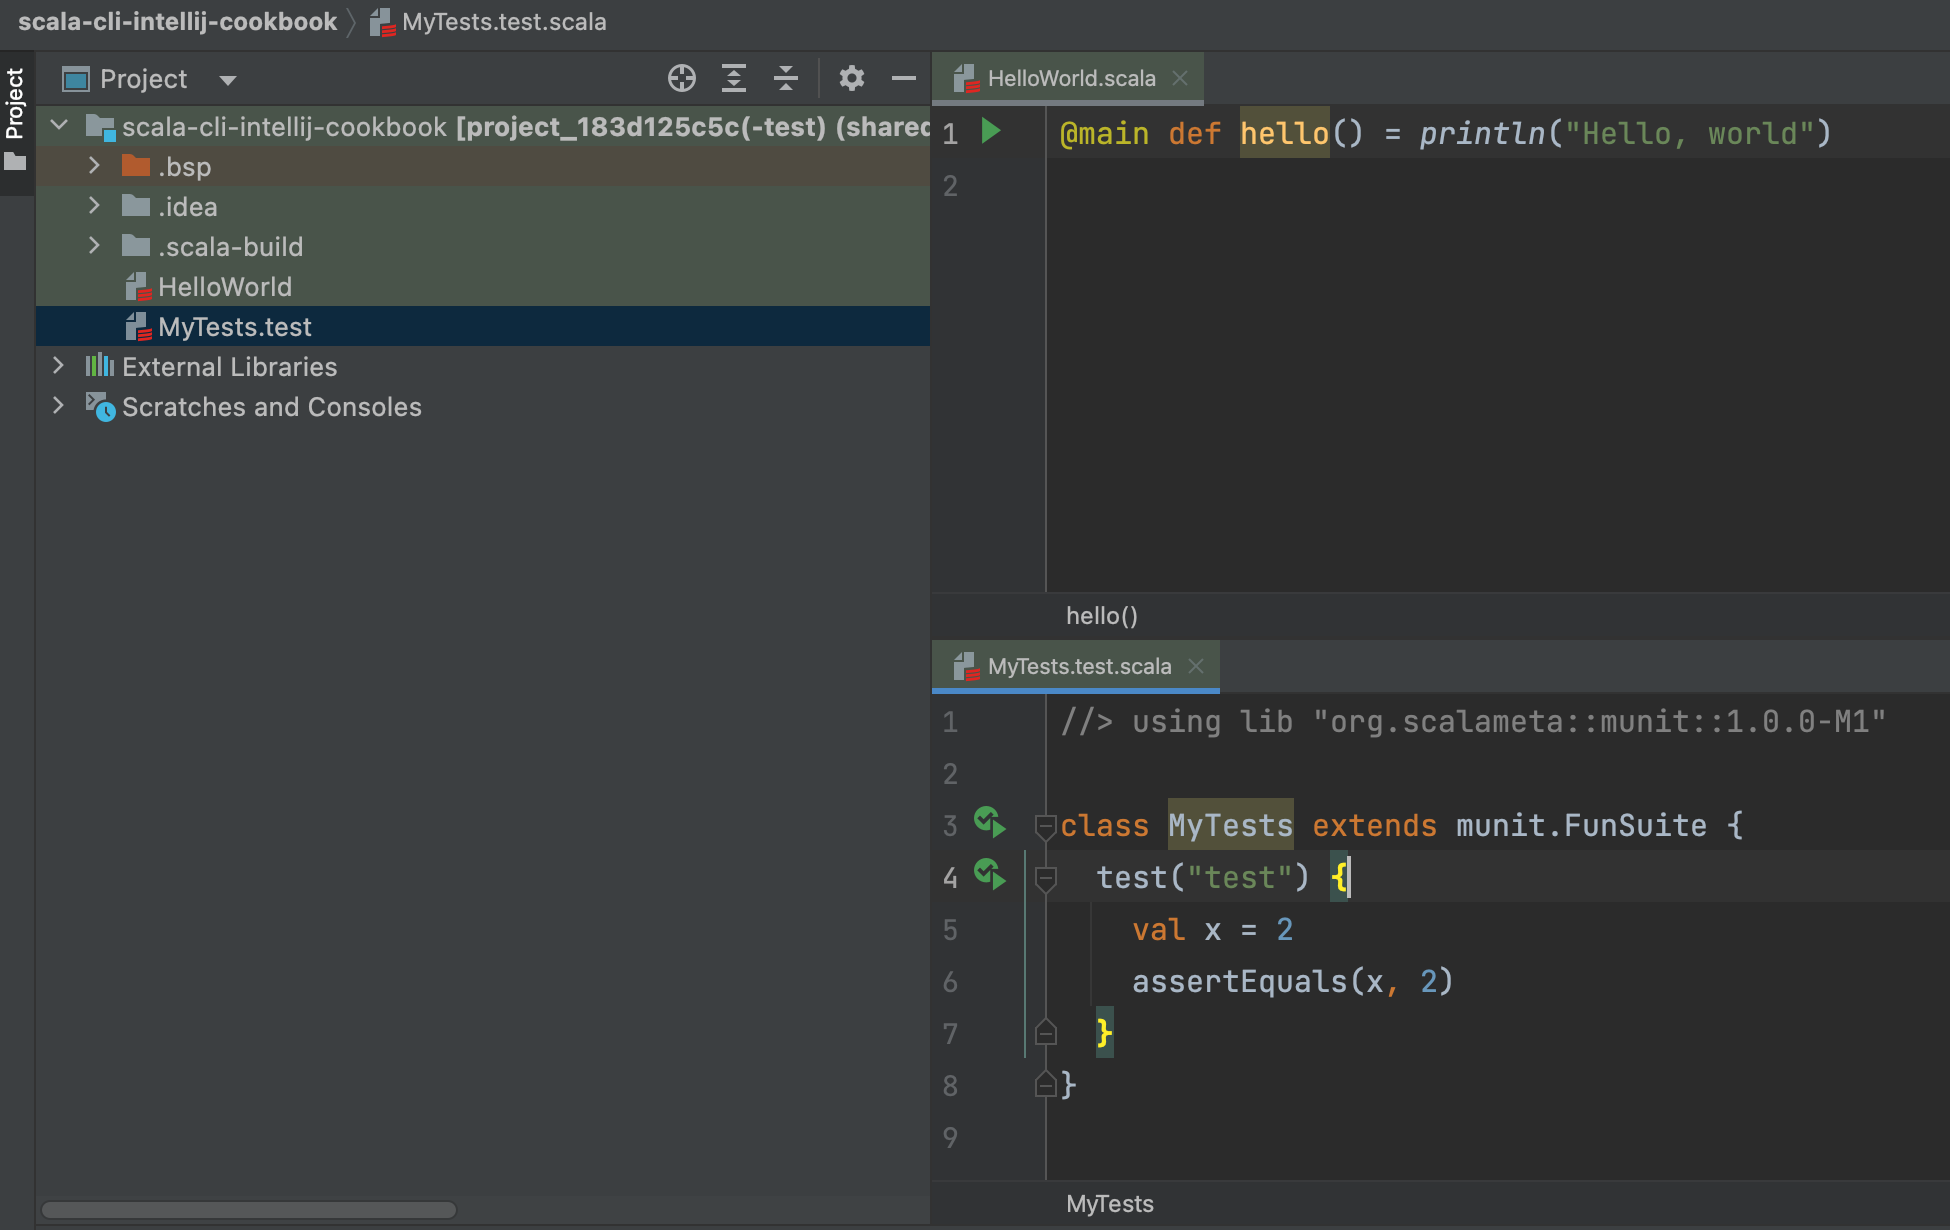 scala-cli-intellij-cookbook
MyTests.test.scala
Project
Project
scala-cli-intellij-cookbook [project_183d125c5c(-test) (shared
.bsp
.idea
.scala-build
HelloWorld
MyTests.test
External Libraries
Scratches and Consoles
HelloWorld.scala
1 @main def hello() = println("Hello, world")
2
hello()
MyTests.test.scala
1 //> using lib "org.scalameta::munit::1.0.0-M1"
2
3 class MyTests extends munit.FunSuite {
4   test("test") {
5     val x = 2
6     assertEquals(x, 2)
7   }
8 }
9
MyTests